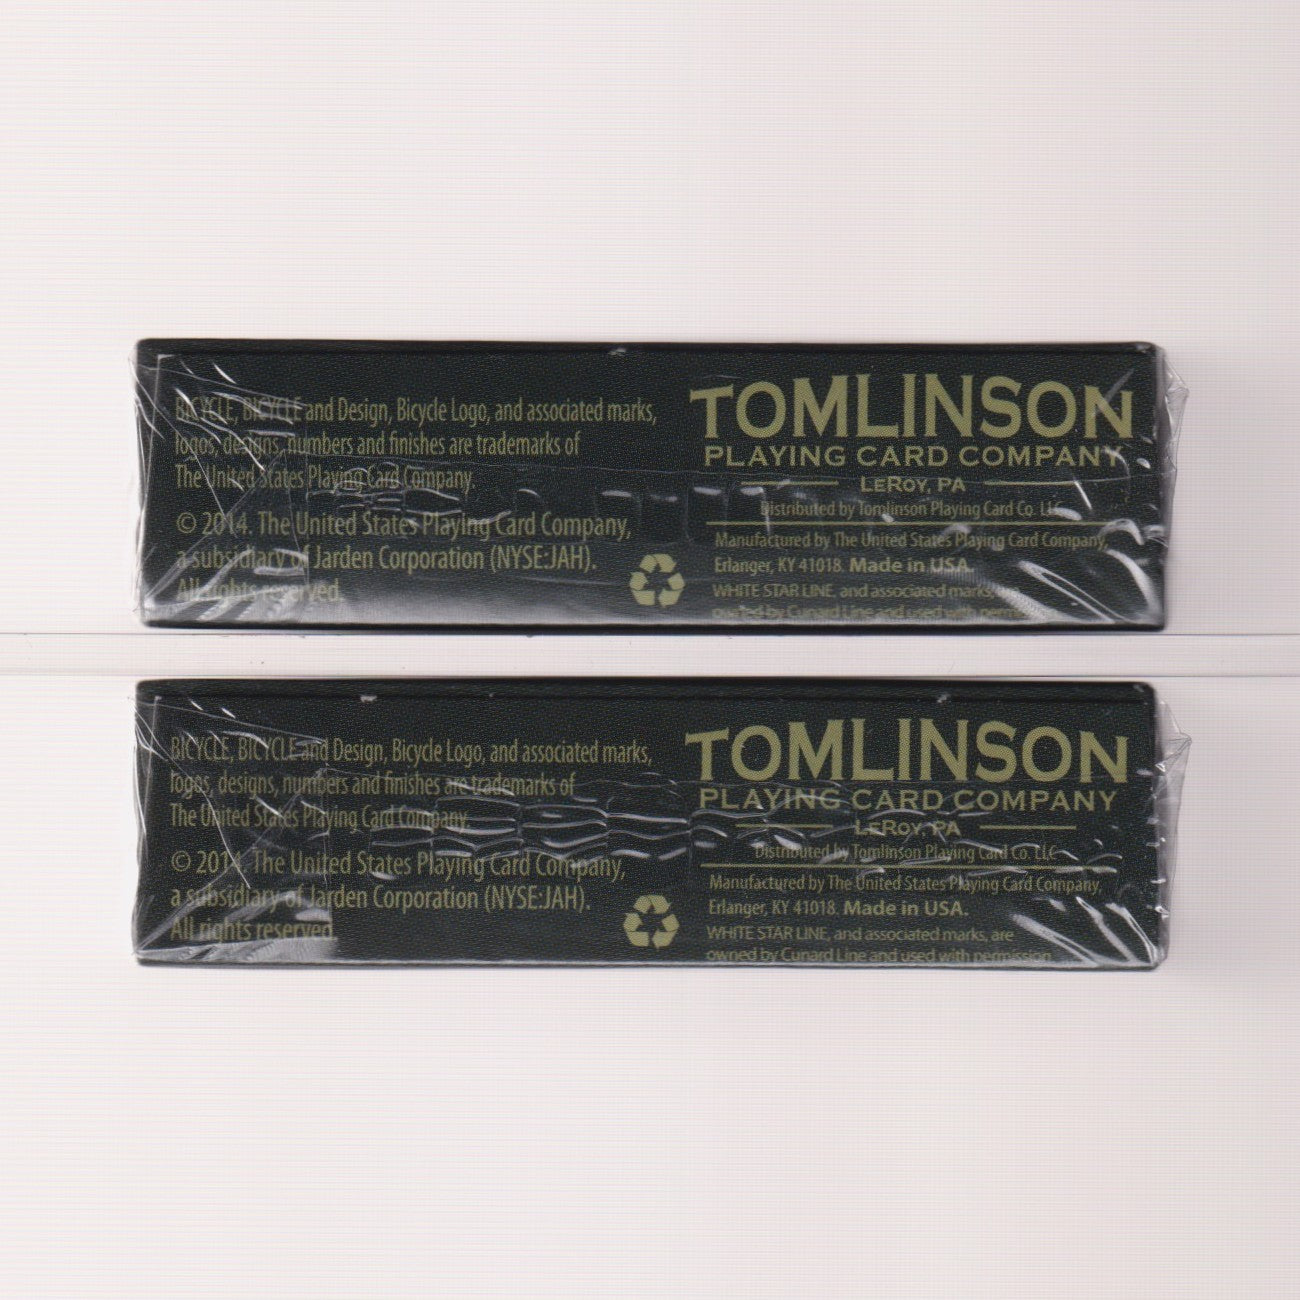 BICYCLE, BICYCLE and Design, Bicycle Logo, and associated marks,
logos, designs, numbers and finishes are trademarks of
The United States Playing Card Company.
© 2014. The United States Playing Card Company,
a subsidiary of Jarden Corporation (NYSE:JAH).
All rights reserved.
TOMLINSON
PLAYING CARD COMPANY
LEROY, PA
Distributed by Tomlinson Playing Card Co. LLC
Manufactured by The United States Playing Card Company,
Erlanger, KY 41018. Made in USA.
WHITE STAR LINE, and associated marks,
owned by Cunard Line and used with
BICYCLE, BICYCLE and Design, Bicycle Logo, and associated marks,
logos, designs, numbers and finishes are trademarks of
The United States Playing Card Company
© 2014. The United States Playing Card Company,
a subsidiary of Jarden Corporation (NYSE:JAH).
All rights reserved
TOMLINSON
PLAYING CARD COMPANY
LEROY, PA
Distributed by Tomlinson Playing Card Co. LLC
Manufactured by The United States Playing Card Company,
Erlanger, KY 41018. Made in USA.
WHITE STAR LINE, and associated marks, are
owned by Cunard Line and used with permission